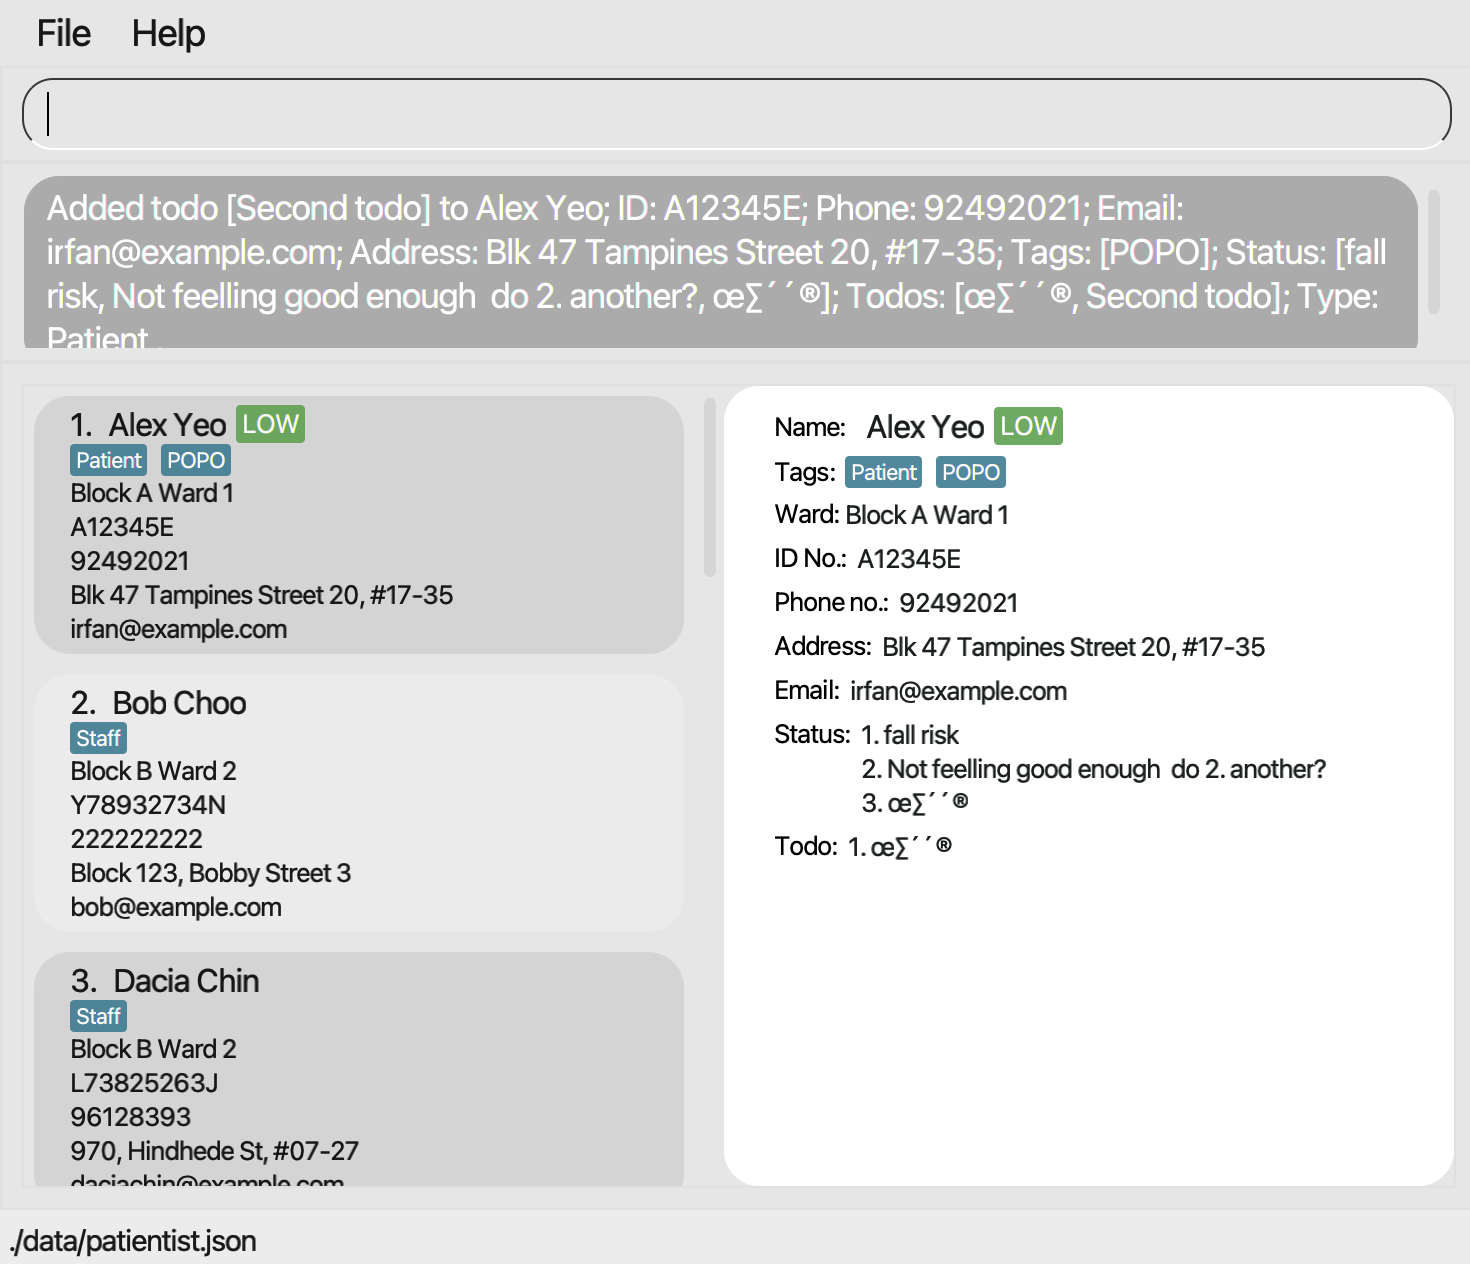 File Help
Added todo [Second todo] to Alex Yeo; ID: A12345E; Phone: 92492021; Email:
irfan@example.com; Address: Blk 47 Tampines Street 20, #17-35; Tags: [POPO]; Status: [fall
risk, Not feelling good enough  do 2. another?, œ∑´´®]; Todos: [œ∑´´®, Second todo]; Type:
Patient .
1. Alex Yeo LOW
Patient POPO
Block A Ward 1
A12345E
92492021
Blk 47 Tampines Street 20, #17-35
irfan@example.com
2. Bob Choo
Staff
Block B Ward 2
Y78932734N
222222222
Block 123, Bobby Street 3
bob@example.com
3. Dacia Chin
Staff
Block B Ward 2
L73825263J
96128393
970, Hindhede St, #07-27
daciachin@example.com
Name: Alex Yeo LOW
Tags: Patient POPO
Ward: Block A Ward 1
ID No.: A12345E
Phone no.: 92492021
Address: Blk 47 Tampines Street 20, #17-35
Email: irfan@example.com
Status: 1. fall risk
2. Not feelling good enough  do 2. another?
3. œ∑´´®
Todo: 1. œ∑´´®
./data/patientist.json